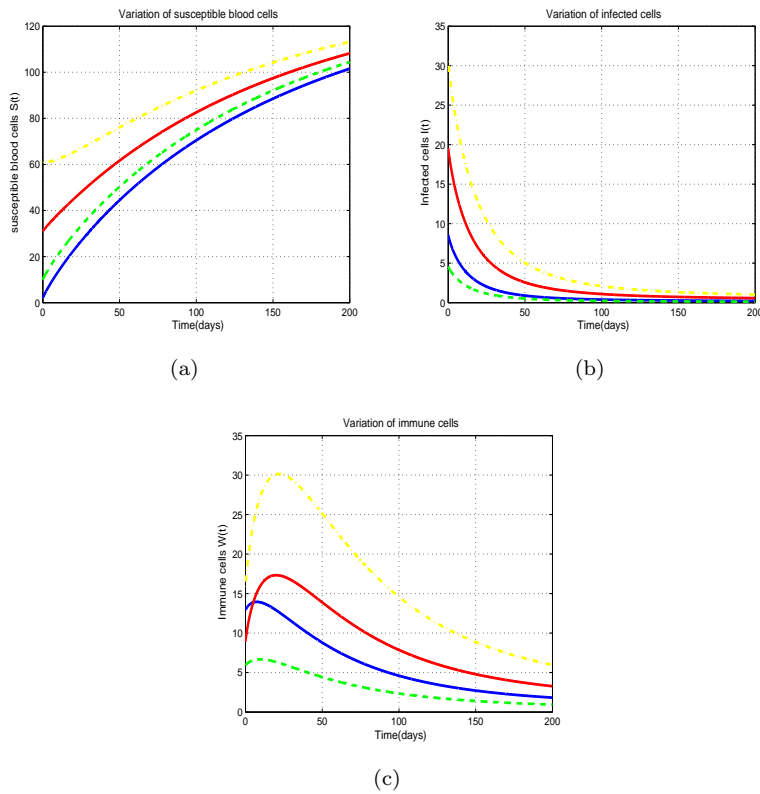 Variation of susceptible blood cells
susceptible blood cells S(t)
120
100
80
60
40
20
0
0 50 100 150 200
Time(days)
(a)
Variation of infected cells
Infected cells I(t)
35
30
25
20
15
10
5
0
0 50 100 150 200
Time(days)
(b)
Variation of immune cells
Immune cells W(t)
35
30
25
20
15
10
5
0
0 50 100 150 200
Time(days)
(c)